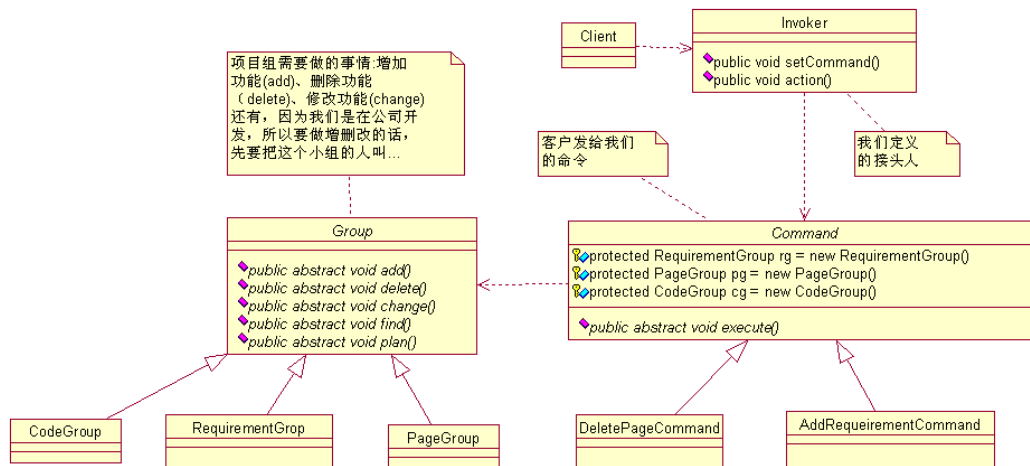 Client
Invoker
public void setCommand()
public void action()
项目组需要做的事情:增加
功能(add)、删除功能
（delete)、修改功能(change)
还有，因为我们是在公司开
发，所以要做增删改的话，
先要把这个小组的人叫...
客户发给我们
的命令
我们定义
的接头人
Group
public abstract void add()
public abstract void delete()
public abstract void change()
public abstract void find()
public abstract void plan()
Command
protected RequirementGroup rg = new RequirementGroup()
protected PageGroup pg = new PageGroup()
protected CodeGroup cg = new CodeGroup()
public abstract void execute()
CodeGroup
RequirementGrop
PageGroup
DeletePageCommand
AddRequeirementCommand